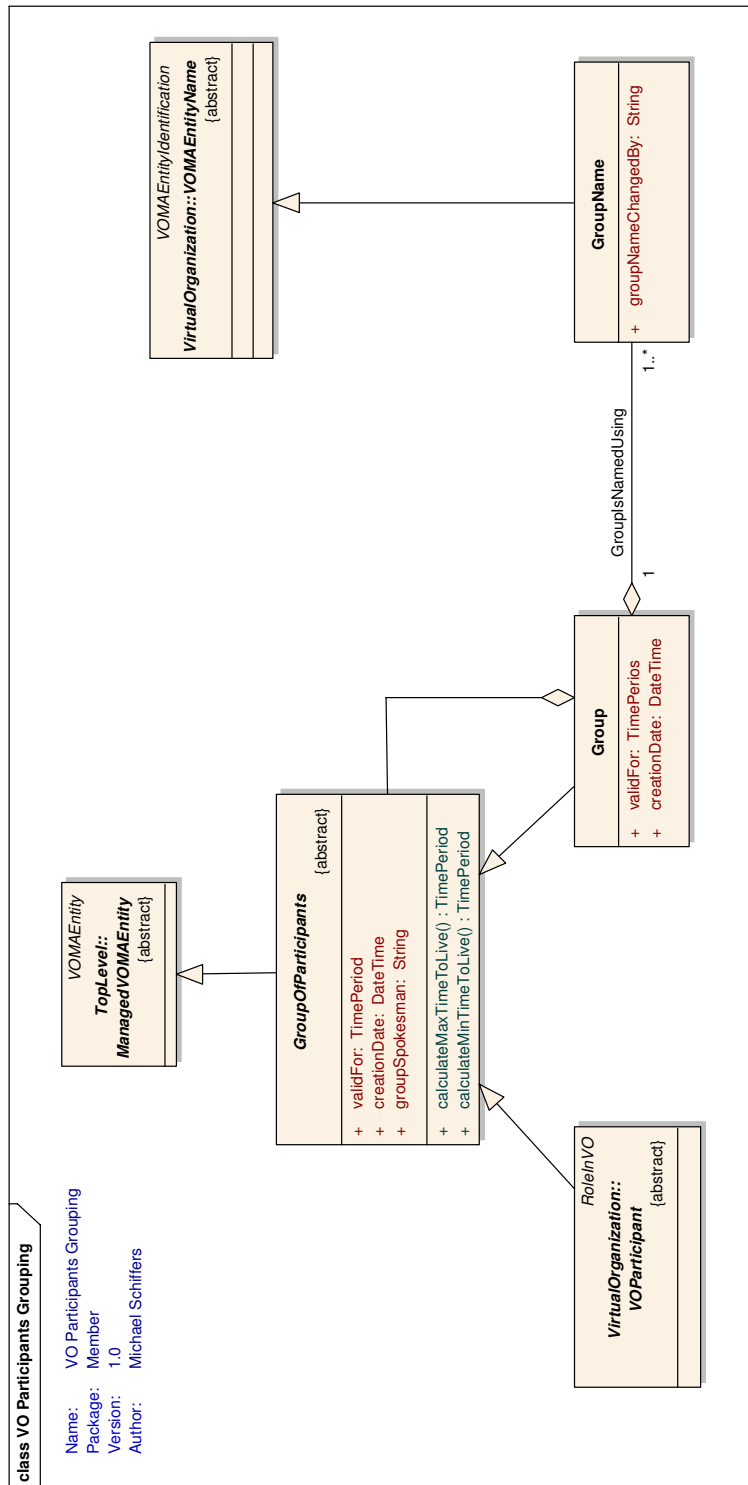 class VO Participants Grouping
Name: VO Participants Grouping
Package: Member
Version: 1.0
Author: Michael Schiffers
VOMAEntity
TopLevel::
ManagedVOMAEntity
{abstract}
VOMAEntityIdentification
VirtualOrganization::VOMAEntityName
{abstract}
GroupOfParticipants
{abstract}
+ validFor: TimePeriod
+ creationDate: DateTime
+ groupSpokesman: String
+ calculateMaxTimeToLive() : TimePeriod
+ calculateMinTimeToLive() : TimePeriod
RoleInVO
VirtualOrganization::
VOParticipant
{abstract}
Group
+ validFor: TimePerios
+ creationDate: DateTime
1
GroupIsNamedUsing
1..*
GroupName
+ groupNameChangedBy: String